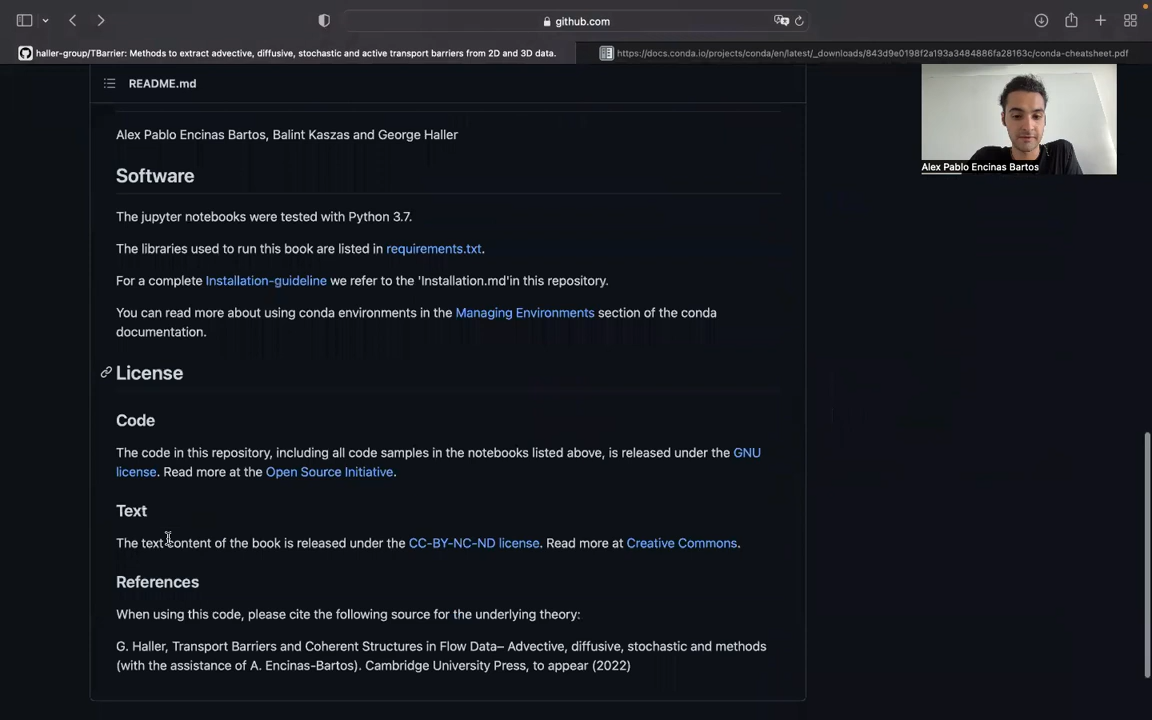 github.com
haller-group/TBarrier: Methods to extract advective, diffusive, stochastic and active transport barriers from 2D and 3D data.
https://docs.conda.io/projects/conda/en/latest/_downloads/843d9e0198f2a193a3484886fa28163c/conda-cheatsheet.pdf
README.md
Alex Pablo Encinas Bartos, Balint Kaszas and George Haller
Alex Pablo Encinas Bartos
Software
The jupyter notebooks were tested with Python 3.7.
The libraries used to run this book are listed in requirements.txt.
For a complete Installation-guideline we refer to the 'Installation.md'in this repository.
You can read more about using conda environments in the Managing Environments section of the conda
documentation.
License
Code
The code in this repository, including all code samples in the notebooks listed above, is released under the GNU
license. Read more at the Open Source Initiative.
Text
The text content of the book is released under the CC-BY-NC-ND license. Read more at Creative Commons.
References
When using this code, please cite the following source for the underlying theory:
G. Haller, Transport Barriers and Coherent Structures in Flow Data– Advective, diffusive, stochastic and methods
(with the assistance of A. Encinas-Bartos). Cambridge University Press, to appear (2022)